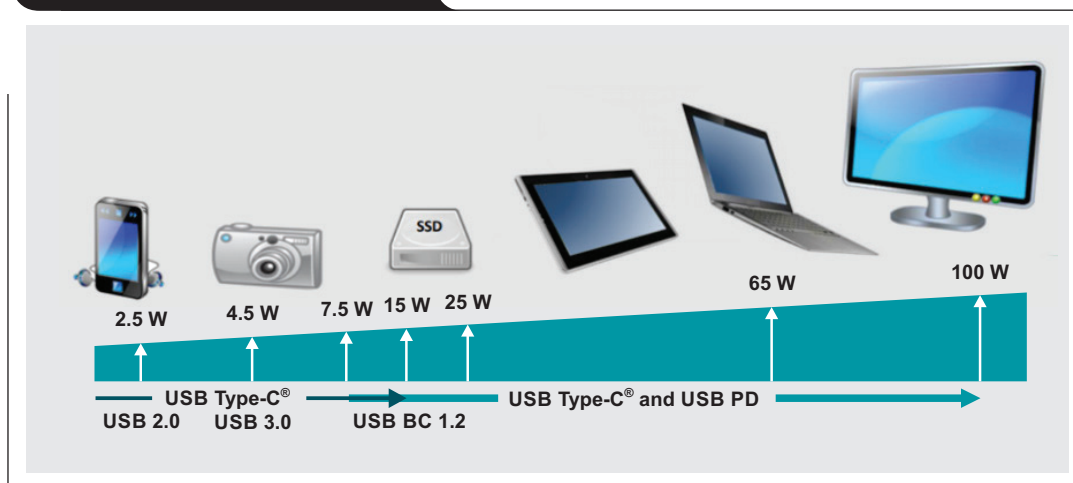 SSD
2.5 W
4.5 W
7.5 W
15 W
25 W
65 W
100 W
USB Type-C®
USB Type-C® and USB PD
USB 2.0
USB 3.0
USB BC 1.2